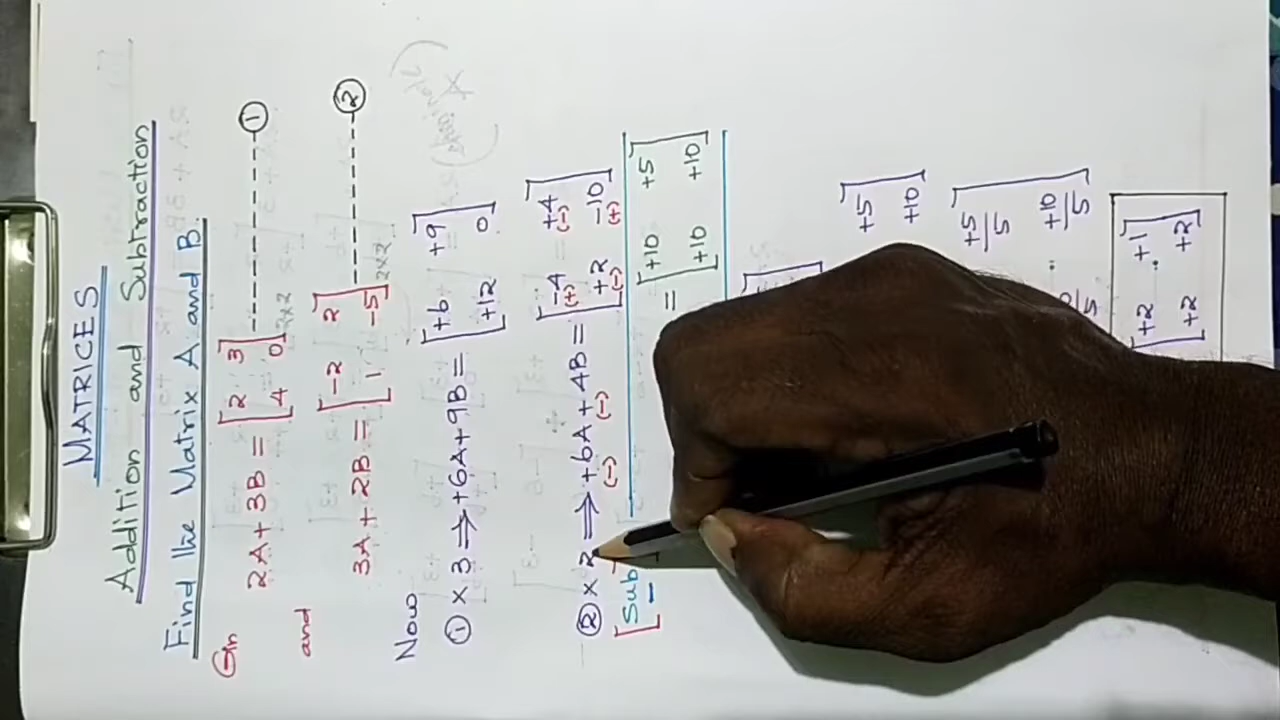 MATRICES
Addition and Subtraction
Find the Matrix A and B.
Gn 2A + 3B = [2 3
4 0] 2x2 ------- ①
and 3A + 2B = [-2 2
1 -5] 2x2 ------- ②
Now
① × 3 ⇒ +6A + 9B = [+6 +9
+12 0]
② × 2 ⇒ +6A + 4B = [-4 +4
+2 -10]
(-) (-) (+) (-)
(-) (+)
[Sub
= [+10 +5
+10 +10]
+5
+10
+5/5
+10/5
+2 +1
+2 +2